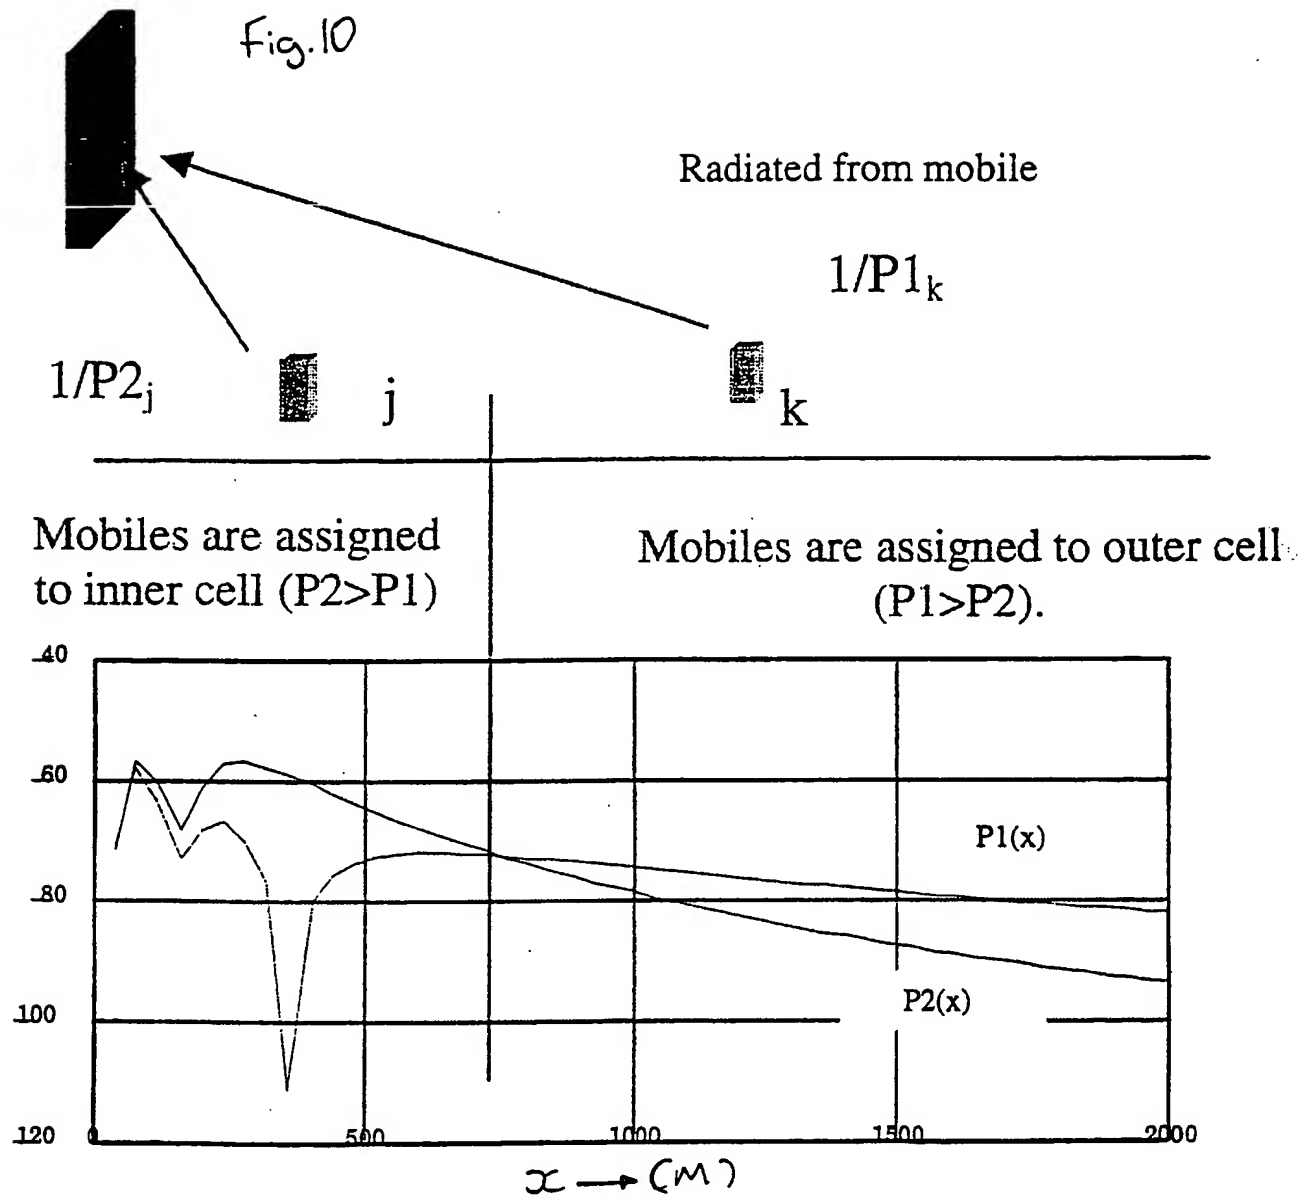 Fig.10
Radiated from mobile
1/P1k
1/P2j
j
k
Mobiles are assigned
to inner cell (P2>P1)
Mobiles are assigned to outer cell
(P1>P2).
-40
-60
-80
-100
-120
P1(x)
P2(x)
0
500
1000
1500
2000
x → (M)